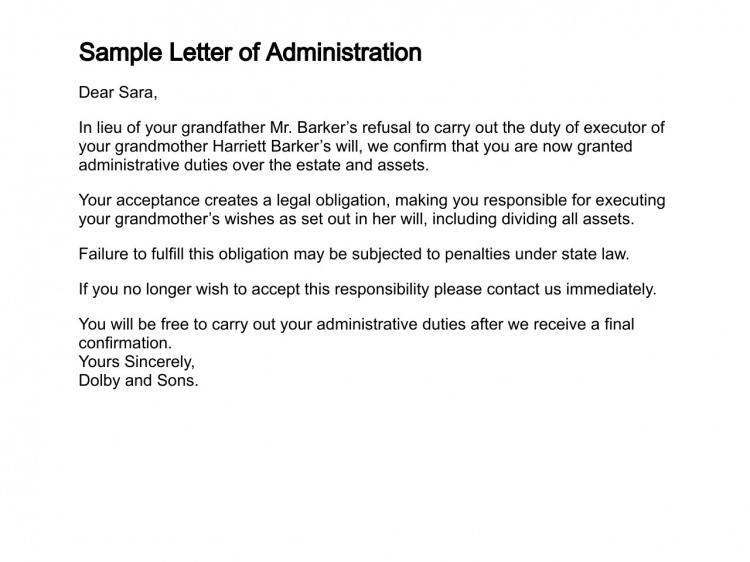 Sample Letter of Administration
Dear Sara,
In lieu of your grandfather Mr. Barker’s refusal to carry out the duty of executor of
your grandmother Harriett Barker’s will, we confirm that you are now granted
administrative duties over the estate and assets.
Your acceptance creates a legal obligation, making you responsible for executing
your grandmother’s wishes as set out in her will, including dividing all assets.
Failure to fulfill this obligation may be subjected to penalties under state law.
If you no longer wish to accept this responsibility please contact us immediately.
You will be free to carry out your administrative duties after we receive a final
confirmation.
Yours Sincerely,
Dolby and Sons.